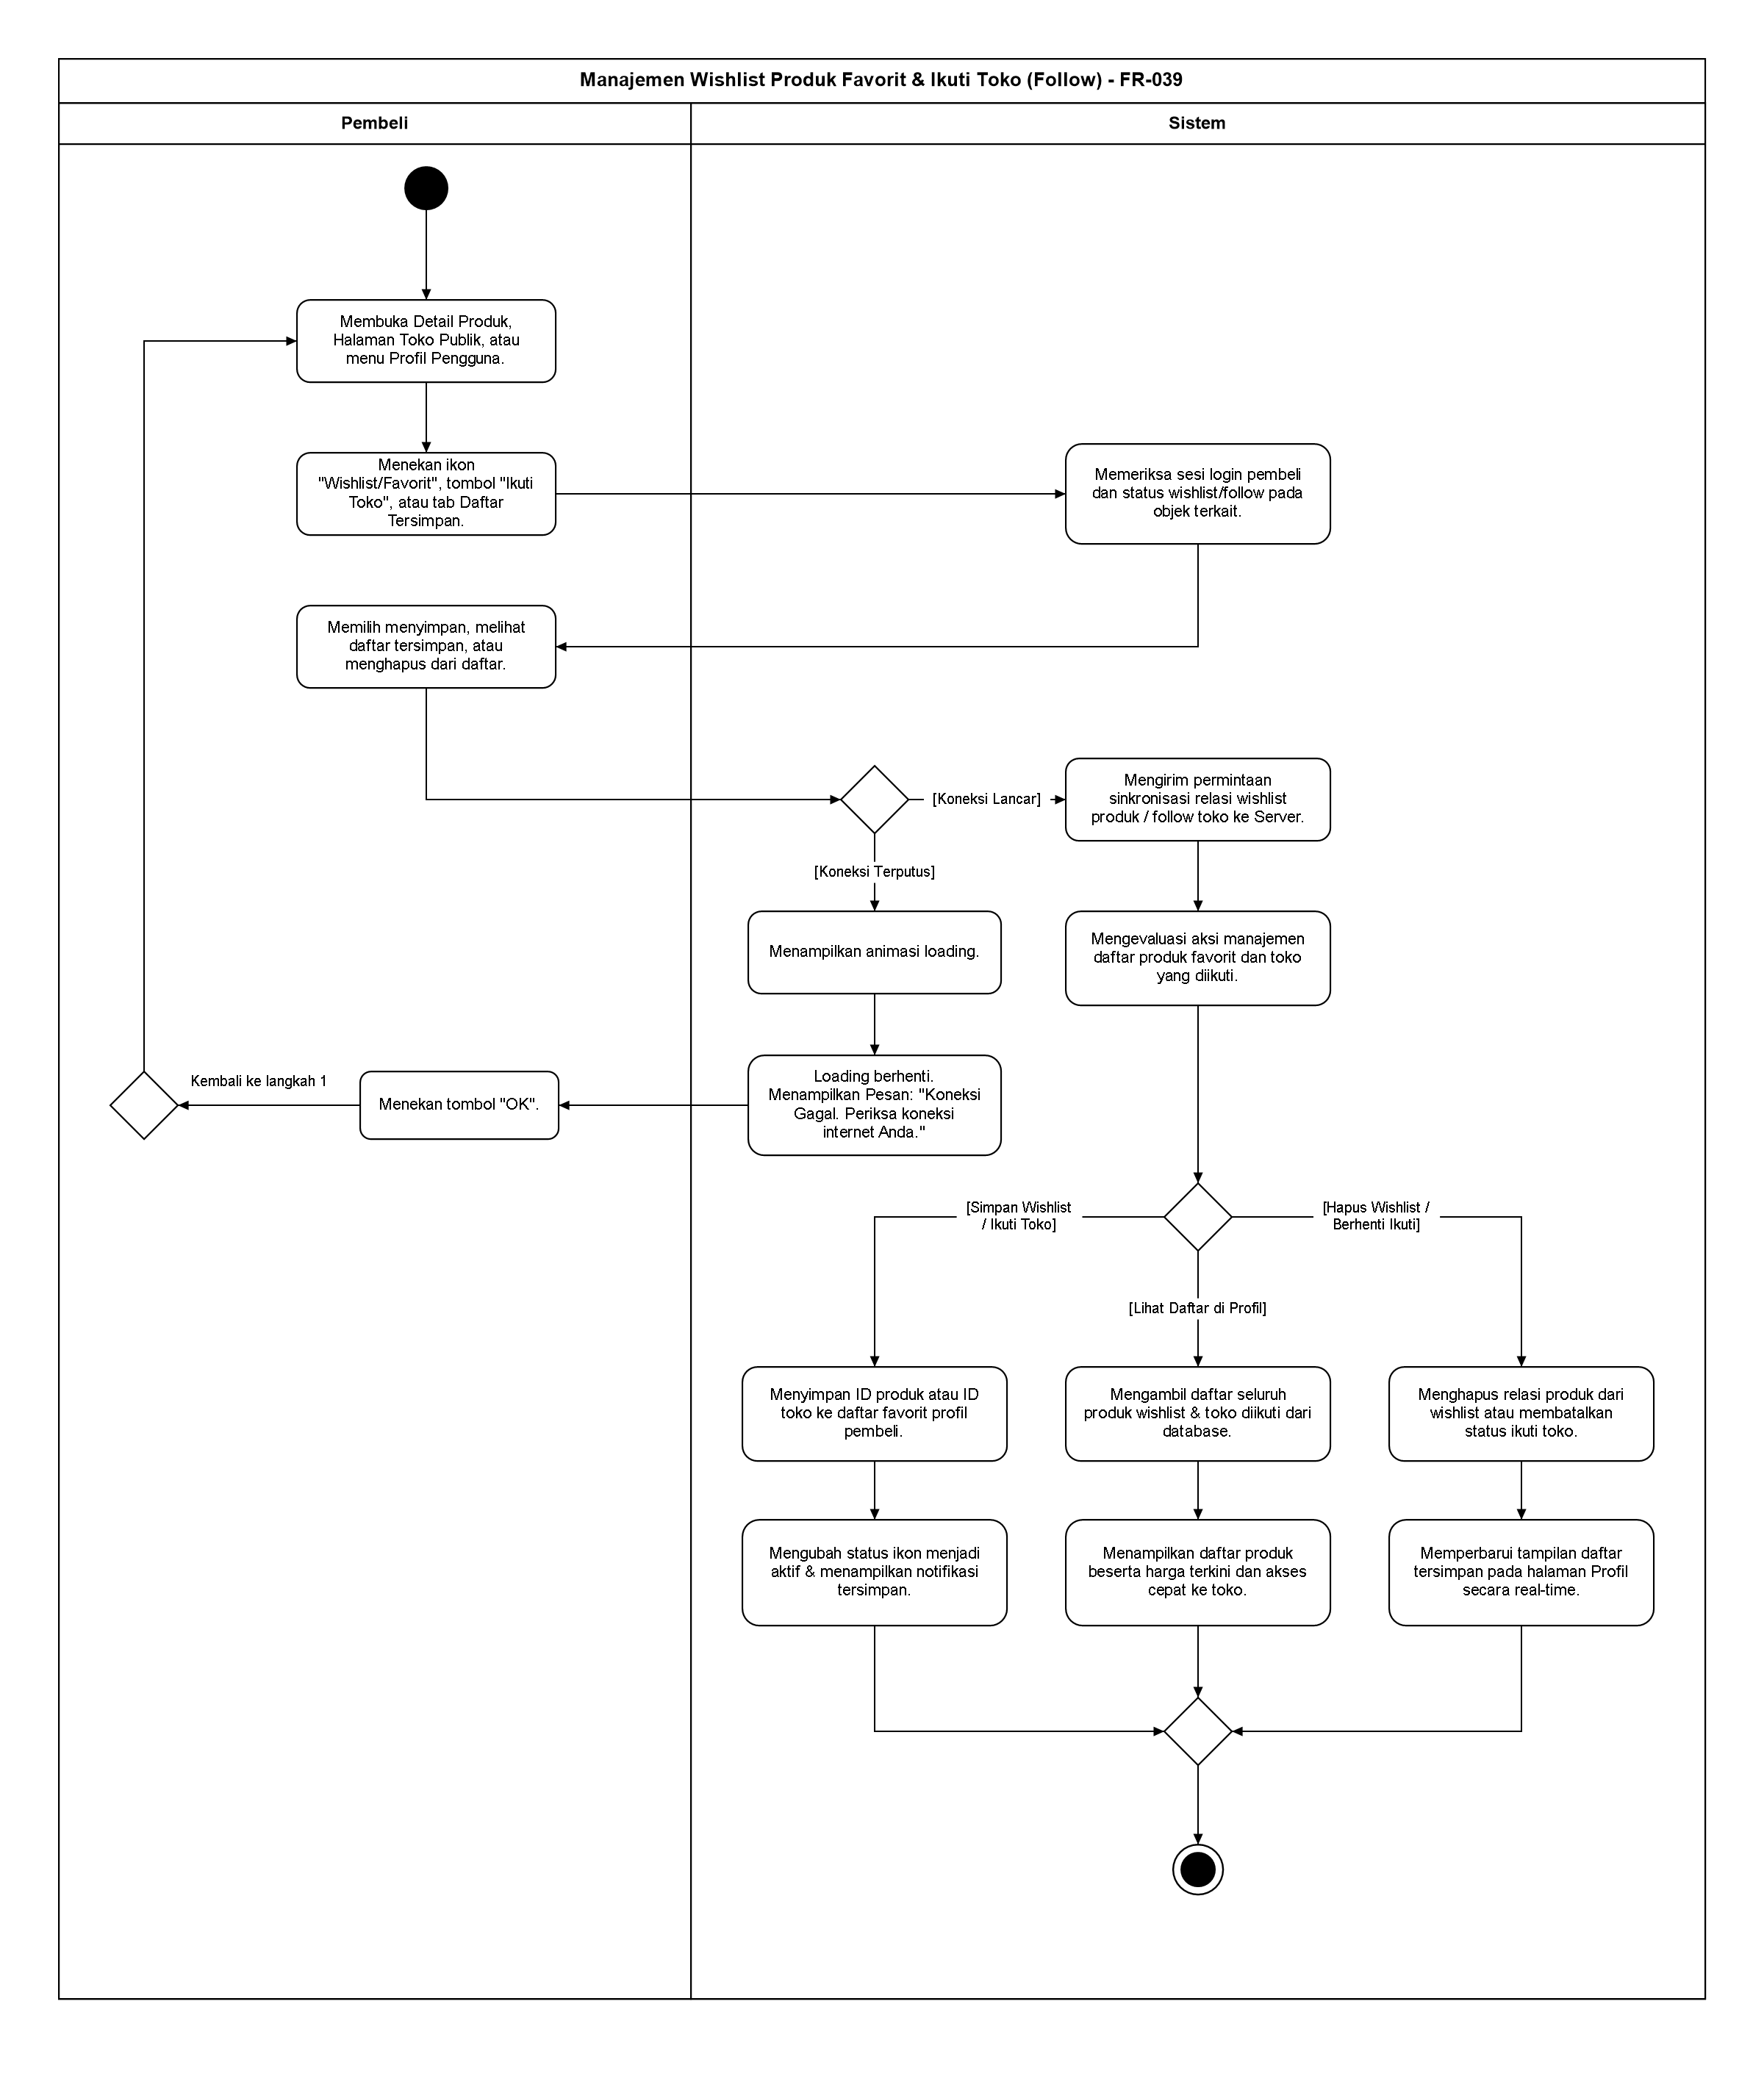 Manajemen Wishlist Produk Favorit & Ikuti Toko (Follow) - FR-039
Pembeli
Sistem
Membuka Detail Produk,
Halaman Toko Publik, atau
menu Profil Pengguna.
Menekan ikon
"Wishlist/Favorit", tombol "Ikuti
Toko", atau tab Daftar
Tersimpan.
Memeriksa sesi login pembeli
dan status wishlist/follow pada
objek terkait.
Memilih menyimpan, melihat
daftar tersimpan, atau
menghapus dari daftar.
[Koneksi Lancar]
Mengirim permintaan
sinkronisasi relasi wishlist
produk / follow toko ke Server.
[Koneksi Terputus]
Menampilkan animasi loading.
Mengevaluasi aksi manajemen
daftar produk favorit dan toko
yang diikuti.
Loading berhenti.
Menampilkan Pesan: "Koneksi
Gagal. Periksa koneksi
internet Anda."
Menekan tombol "OK".
Kembali ke langkah 1
[Simpan Wishlist
/ Ikuti Toko]
[Hapus Wishlist /
Berhenti Ikuti]
[Lihat Daftar di Profil]
Menyimpan ID produk atau ID
toko ke daftar favorit profil
pembeli.
Mengambil daftar seluruh
produk wishlist & toko diikuti dari
database.
Menghapus relasi produk dari
wishlist atau membatalkan
status ikuti toko.
Mengubah status ikon menjadi
aktif & menampilkan notifikasi
tersimpan.
Menampilkan daftar produk
beserta harga terkini dan akses
cepat ke toko.
Memperbarui tampilan daftar
tersimpan pada halaman Profil
secara real-time.